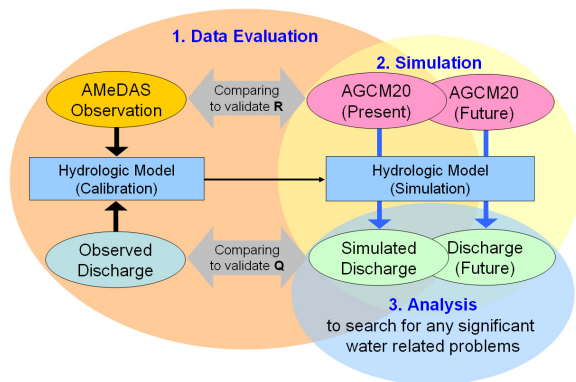 1. Data Evaluation
2. Simulation
AMeDAS
Observation
Comparing
to validate R
AGCM20
(Present)
AGCM20
(Future)
Hydrologic Model
(Calibration)
Hydrologic Model
(Simulation)
Observed
Discharge
Comparing
to validate Q
Simulated
Discharge
Discharge
(Future)
3. Analysis
to search for any significant
water related problems